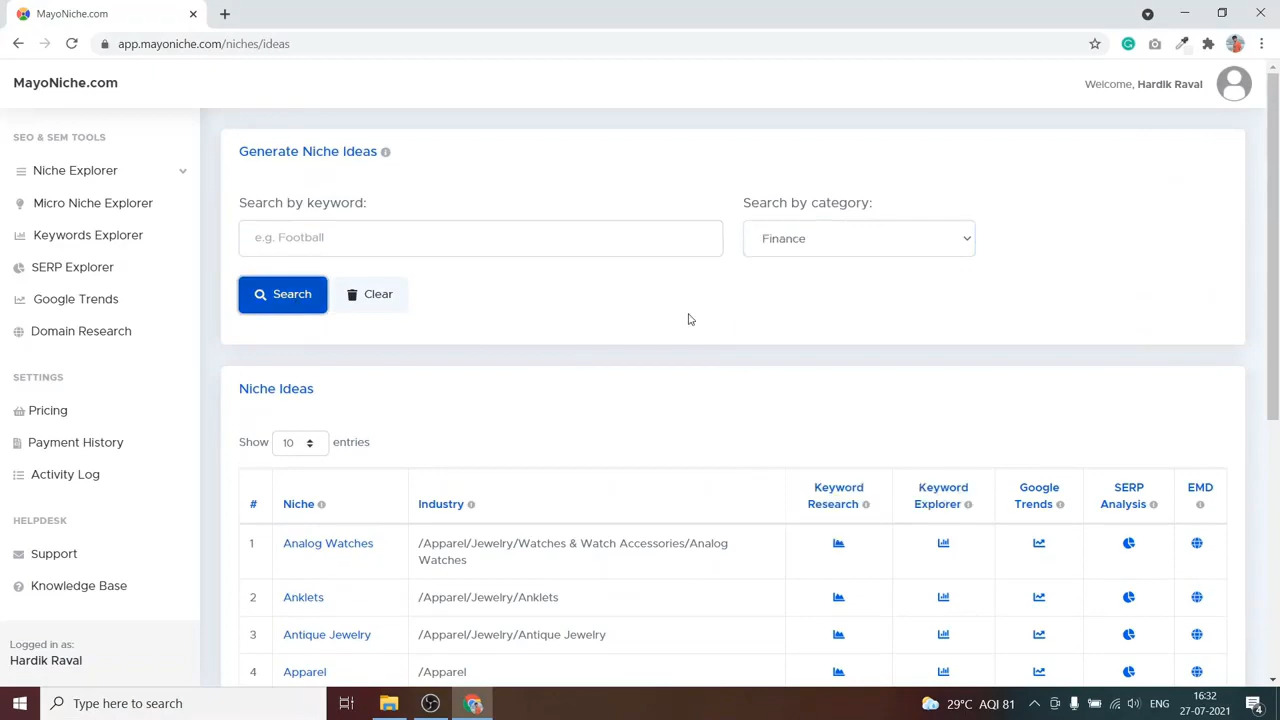 MayoNiche.com
app.mayoniche.com/niches/ideas
MayoNiche.com
Welcome, Hardik Raval
SEO & SEM TOOLS
Niche Explorer
Micro Niche Explorer
Keywords Explorer
SERP Explorer
Google Trends
Domain Research
SETTINGS
Pricing
Payment History
Activity Log
HELPDESK
Support
Knowledge Base
Logged in as:
Hardik Raval
Generate Niche Ideas
Search by keyword:
Search by category:
e.g. Football
Finance
Search
Clear
Niche Ideas
Show 10 entries
# Niche Industry Keyword Research Keyword Explorer Google Trends SERP Analysis EMD
1 Analog Watches /Apparel/Jewelry/Watches & Watch Accessories/Analog
Watches
2 Anklets /Apparel/Jewelry/Anklets
3 Antique Jewelry /Apparel/Jewelry/Antique Jewelry
4 Apparel /Apparel
Type here to search
29°C AQI 81
ENG
16:32
27-07-2021
4